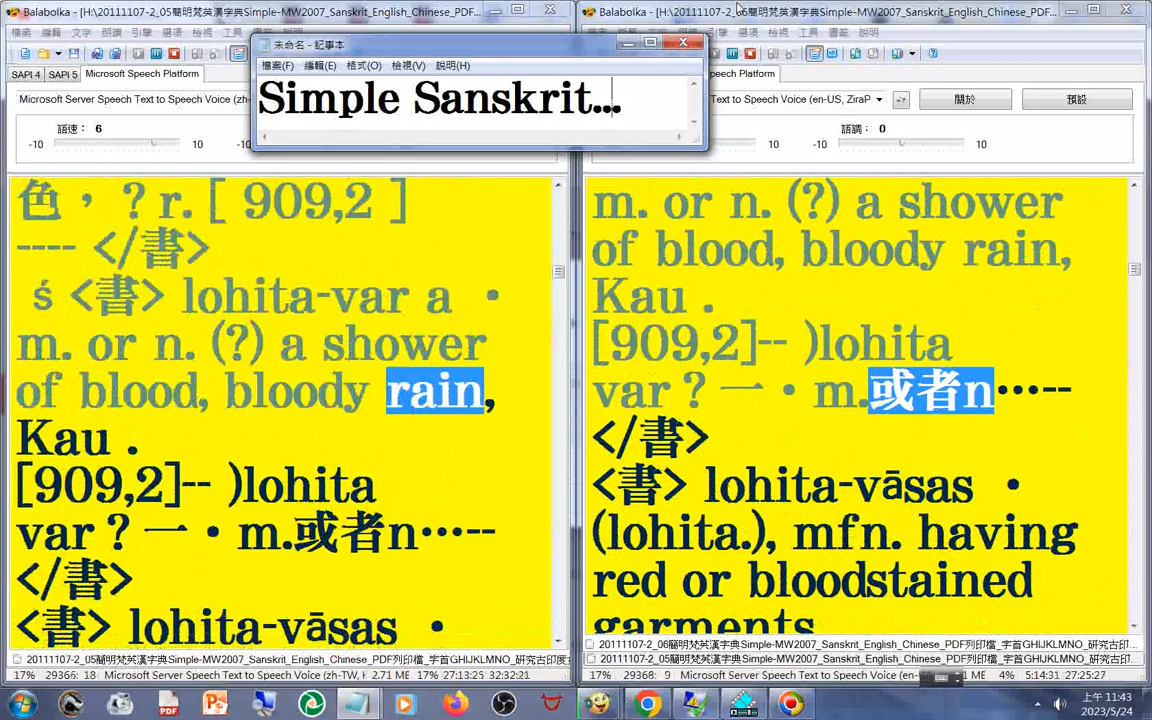 Balabolka - [H:\20111107-2_05簡明梵英漢字典Simple-MW2007_Sanskrit_English_Chinese_PDF...
SAPI 4 SAPI 5 Microsoft Speech Platform
Microsoft Server Speech Text to Speech Voice (zh-
語速： 6
-10 10 -10
色，？r. [ 909,2 ]
---- </書>
ś <書> lohita-var a •
m. or n. (?) a shower
of blood, bloody rain,
Kau .
[909,2]-- )lohita
var？一•m.或者n…--
</書>
<書> lohita-vāsas •
20111107-2_05簡明梵英漢字典Simple-MW2007_Sanskrit_English_Chinese_PDF列印檔_字首GHIJKLMNO_研究古印度
17% 29366: 18 Microsoft Server Speech Text to Speech Voice (zh-TW, 2.71 MB 17% 27:13:25 32:32:21
未命名 - 記事本
檔案(F) 編輯(E) 格式(O) 檢視(V) 說明(H)
Simple Sanskrit...
Balabolka - [H:\20111107-2_06簡明梵英漢字典Simple-MW2007_Sanskrit_English_Chinese_PDF...
引擎 選項 檢視 工具 書籤 說明
peech Platform
Text to Speech Voice (en-US, ZiraP 關於 預設
語調： 0
-10 10
m. or n. (?) a shower
of blood, bloody rain,
Kau .
[909,2]-- )lohita
var？一•m.或者n…--
</書>
<書> lohita-vāsas •
(lohita.), mfn. having
red or bloodstained
garments
20111107-2_06簡明梵英漢字典Simple-MW2007_Sanskrit_English_Chinese_PDF列印檔_字首GHIJKLMNO_研究古印...
20111107-2_05簡明梵英漢字典Simple-MW2007_Sanskrit_English_Chinese_PDF列印檔_字首GHIJKLMNO_研究古印...
17% 29368: 9 Microsoft Server Speech Text to Speech Voice (en-US, MB 4% 5:14:31 27:25:27
上午 11:43
2023/5/24